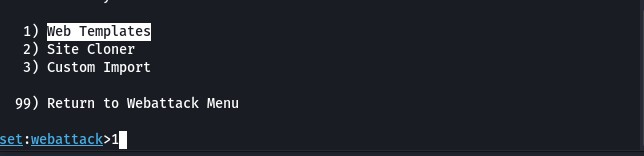 1) Web Templates
2) Site Cloner
3) Custom Import
99) Return to Webattack Menu
set:webattack>1